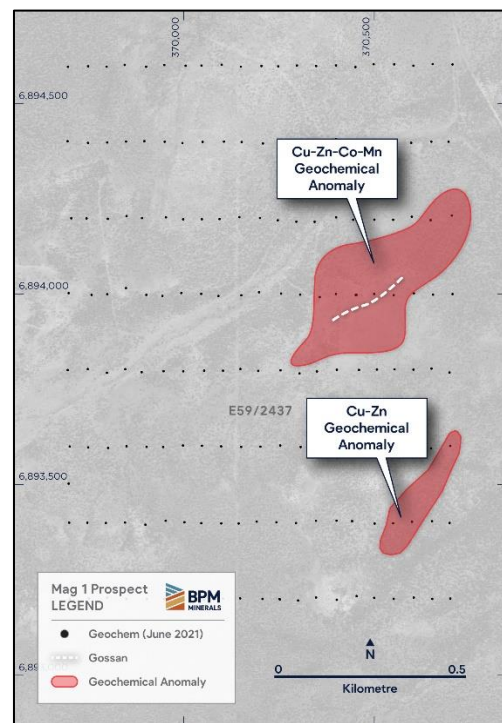 370,000
370,500
6,894,500
Cu-Zn-Co-Mn
Geochemical
Anomaly
6,894,000
E59/2437
Cu-Zn
Geochemical
Anomaly
6,893,500
Mag 1 Prospect
LEGEND
BPM
MINERALS
Geochem (June 2021)
Gossan
Geochemical Anomaly
N
0
0.5
Kilometre